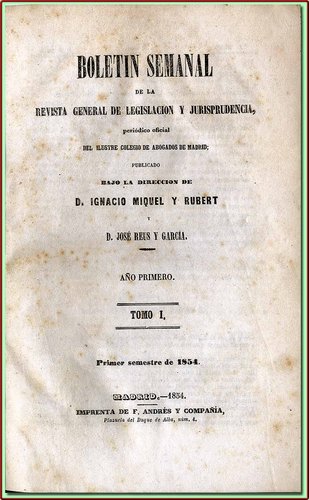 BOLETIN SEMANAL
DE LA
REVISTA GENERAL DE LEGISLACION Y JURISPRUDENCIA,
periódico oficial
DEL ILUSTRE COLEGIO DE ABOGADOS DE MADRID;
PUBLICADO
BAJO LA DIRECCION DE
D. IGNACIO MIQUEL Y RUBERT
Y
D. JOSÉ REUS Y GARCIA.
AÑO PRIMERO.
TOMO I,
Primer semestre de 1854.
MADRID.—1854.
IMPRENTA DE F. ANDRÉS Y COMPAÑIA,
Plazuela del Duque de Alba, núm. 4.